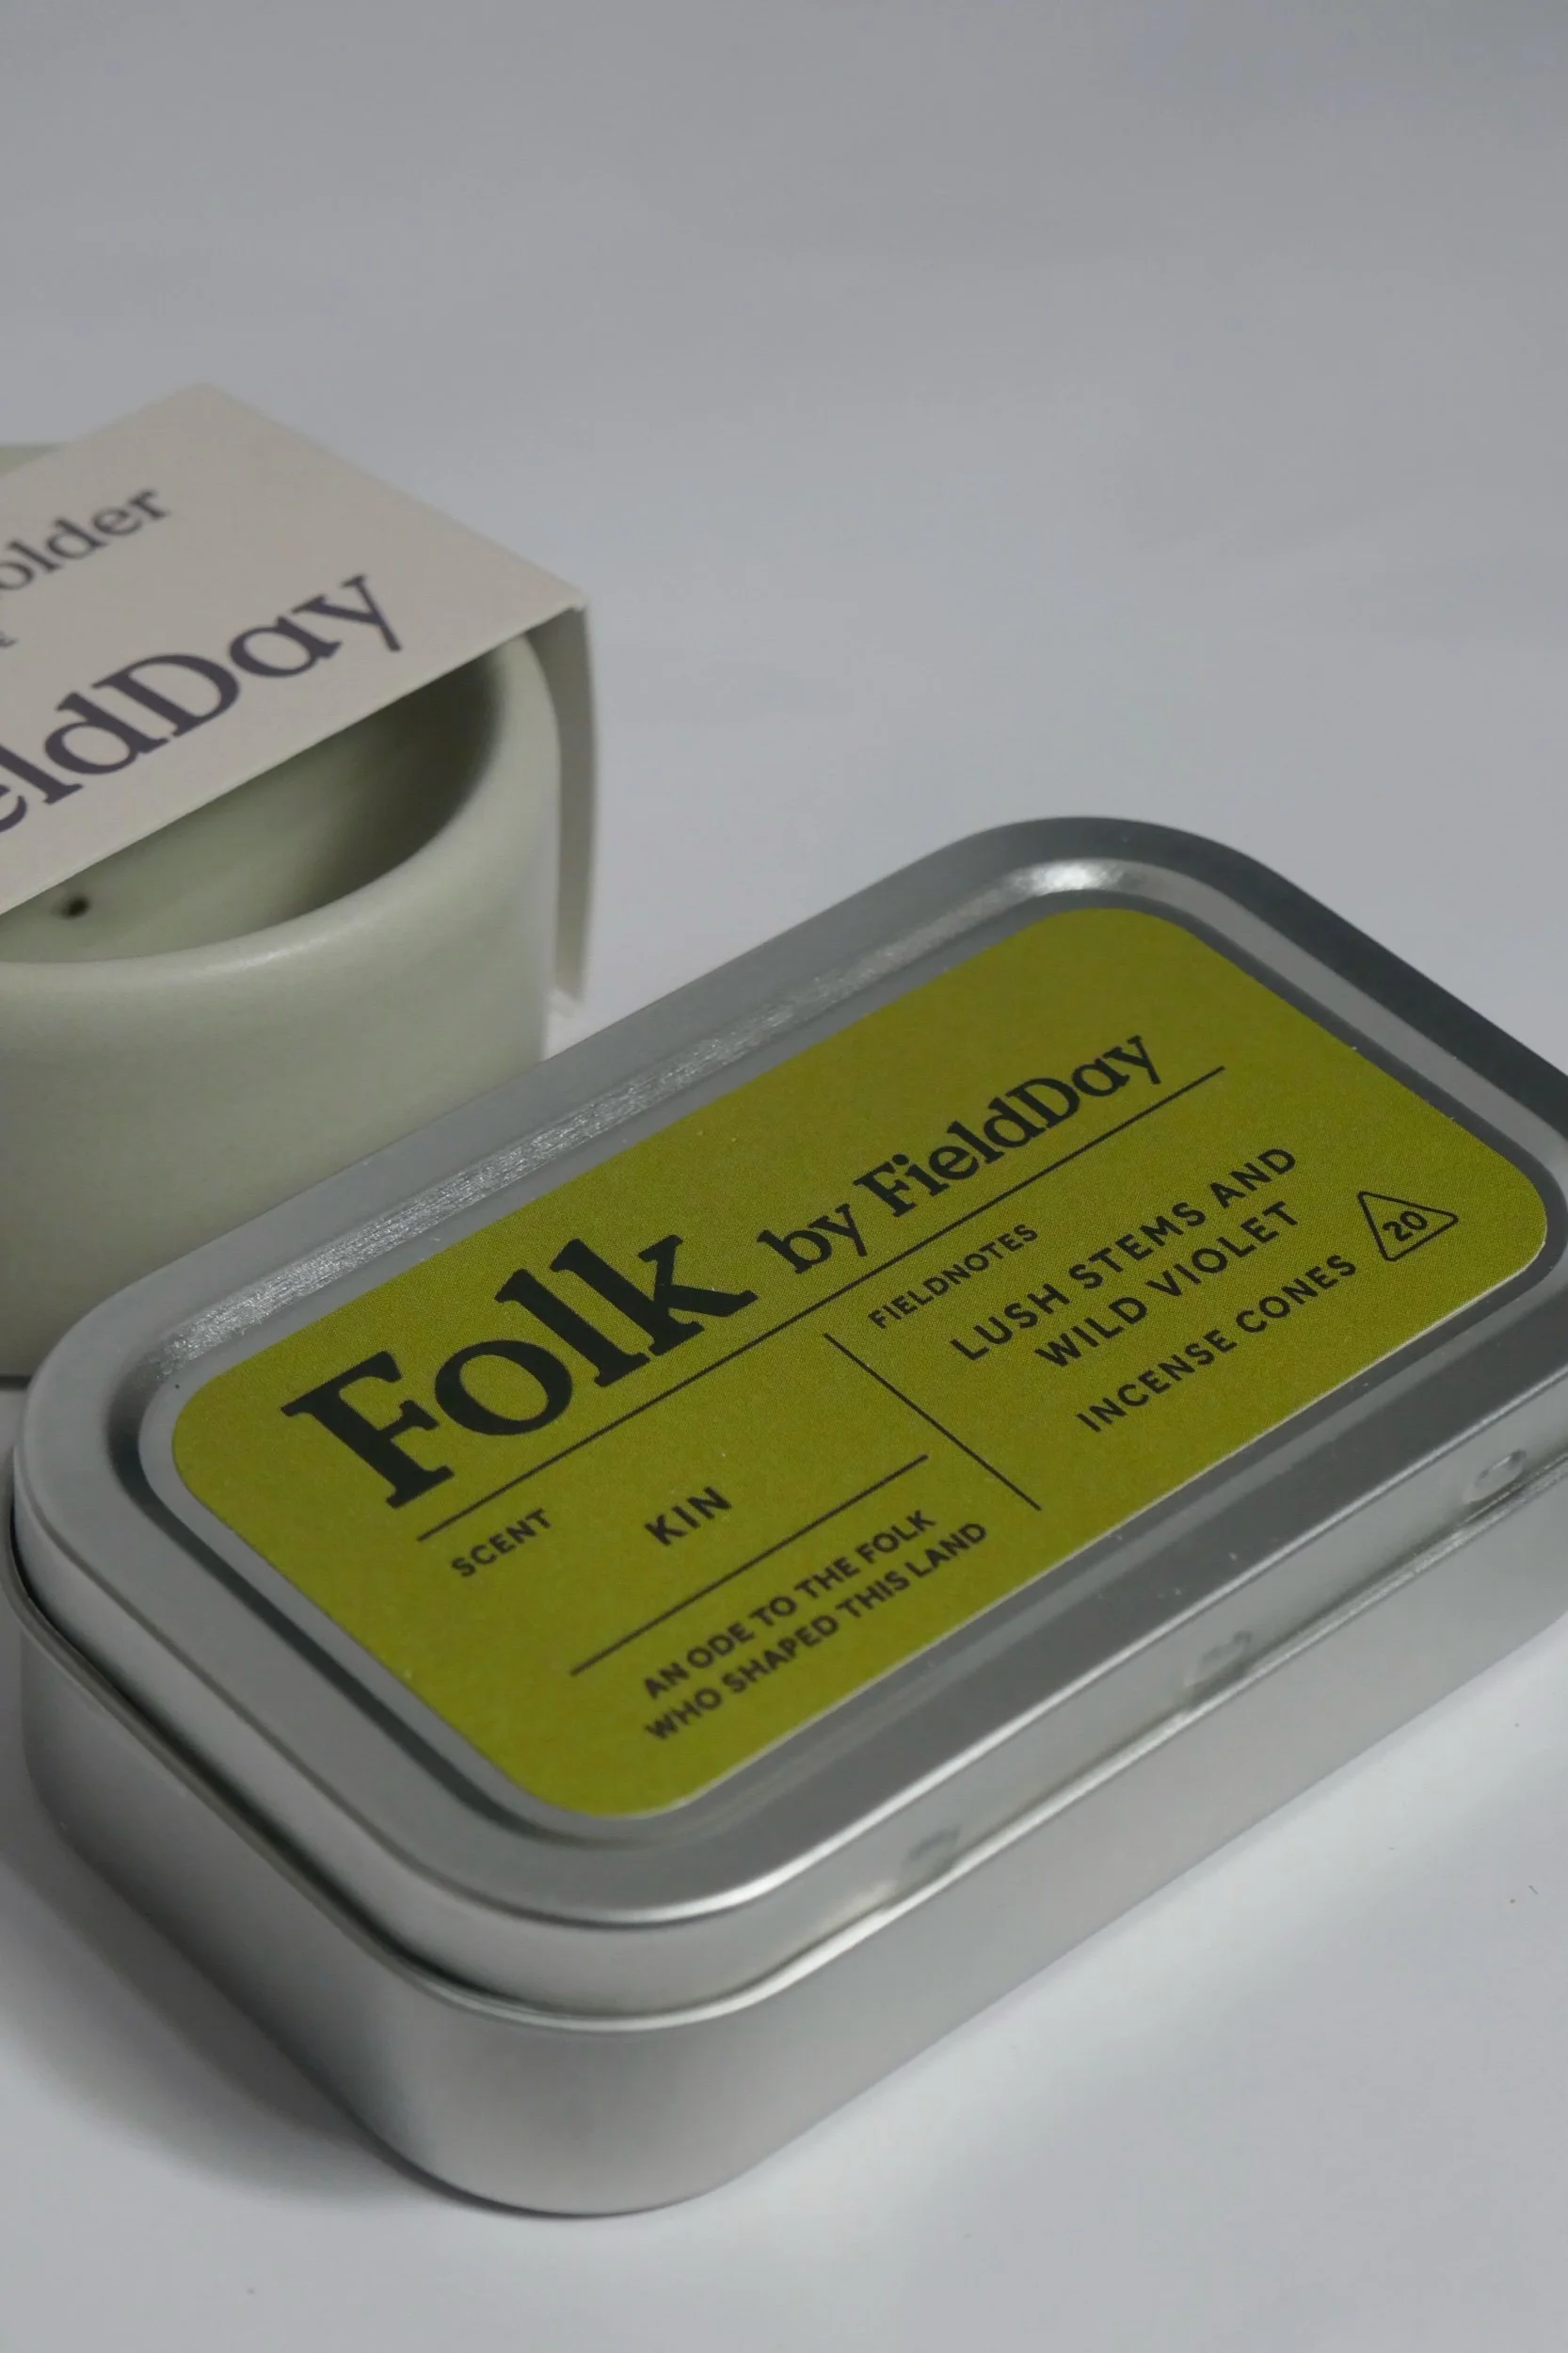 older
eldDay
Folk by FieldDay
SCENT KIN
AN ODE TO THE FOLK
WHO SHAPED THIS LAND
FIELDNOTES
LUSH STEMS AND
WILD VIOLET
INCENSE CONES 20